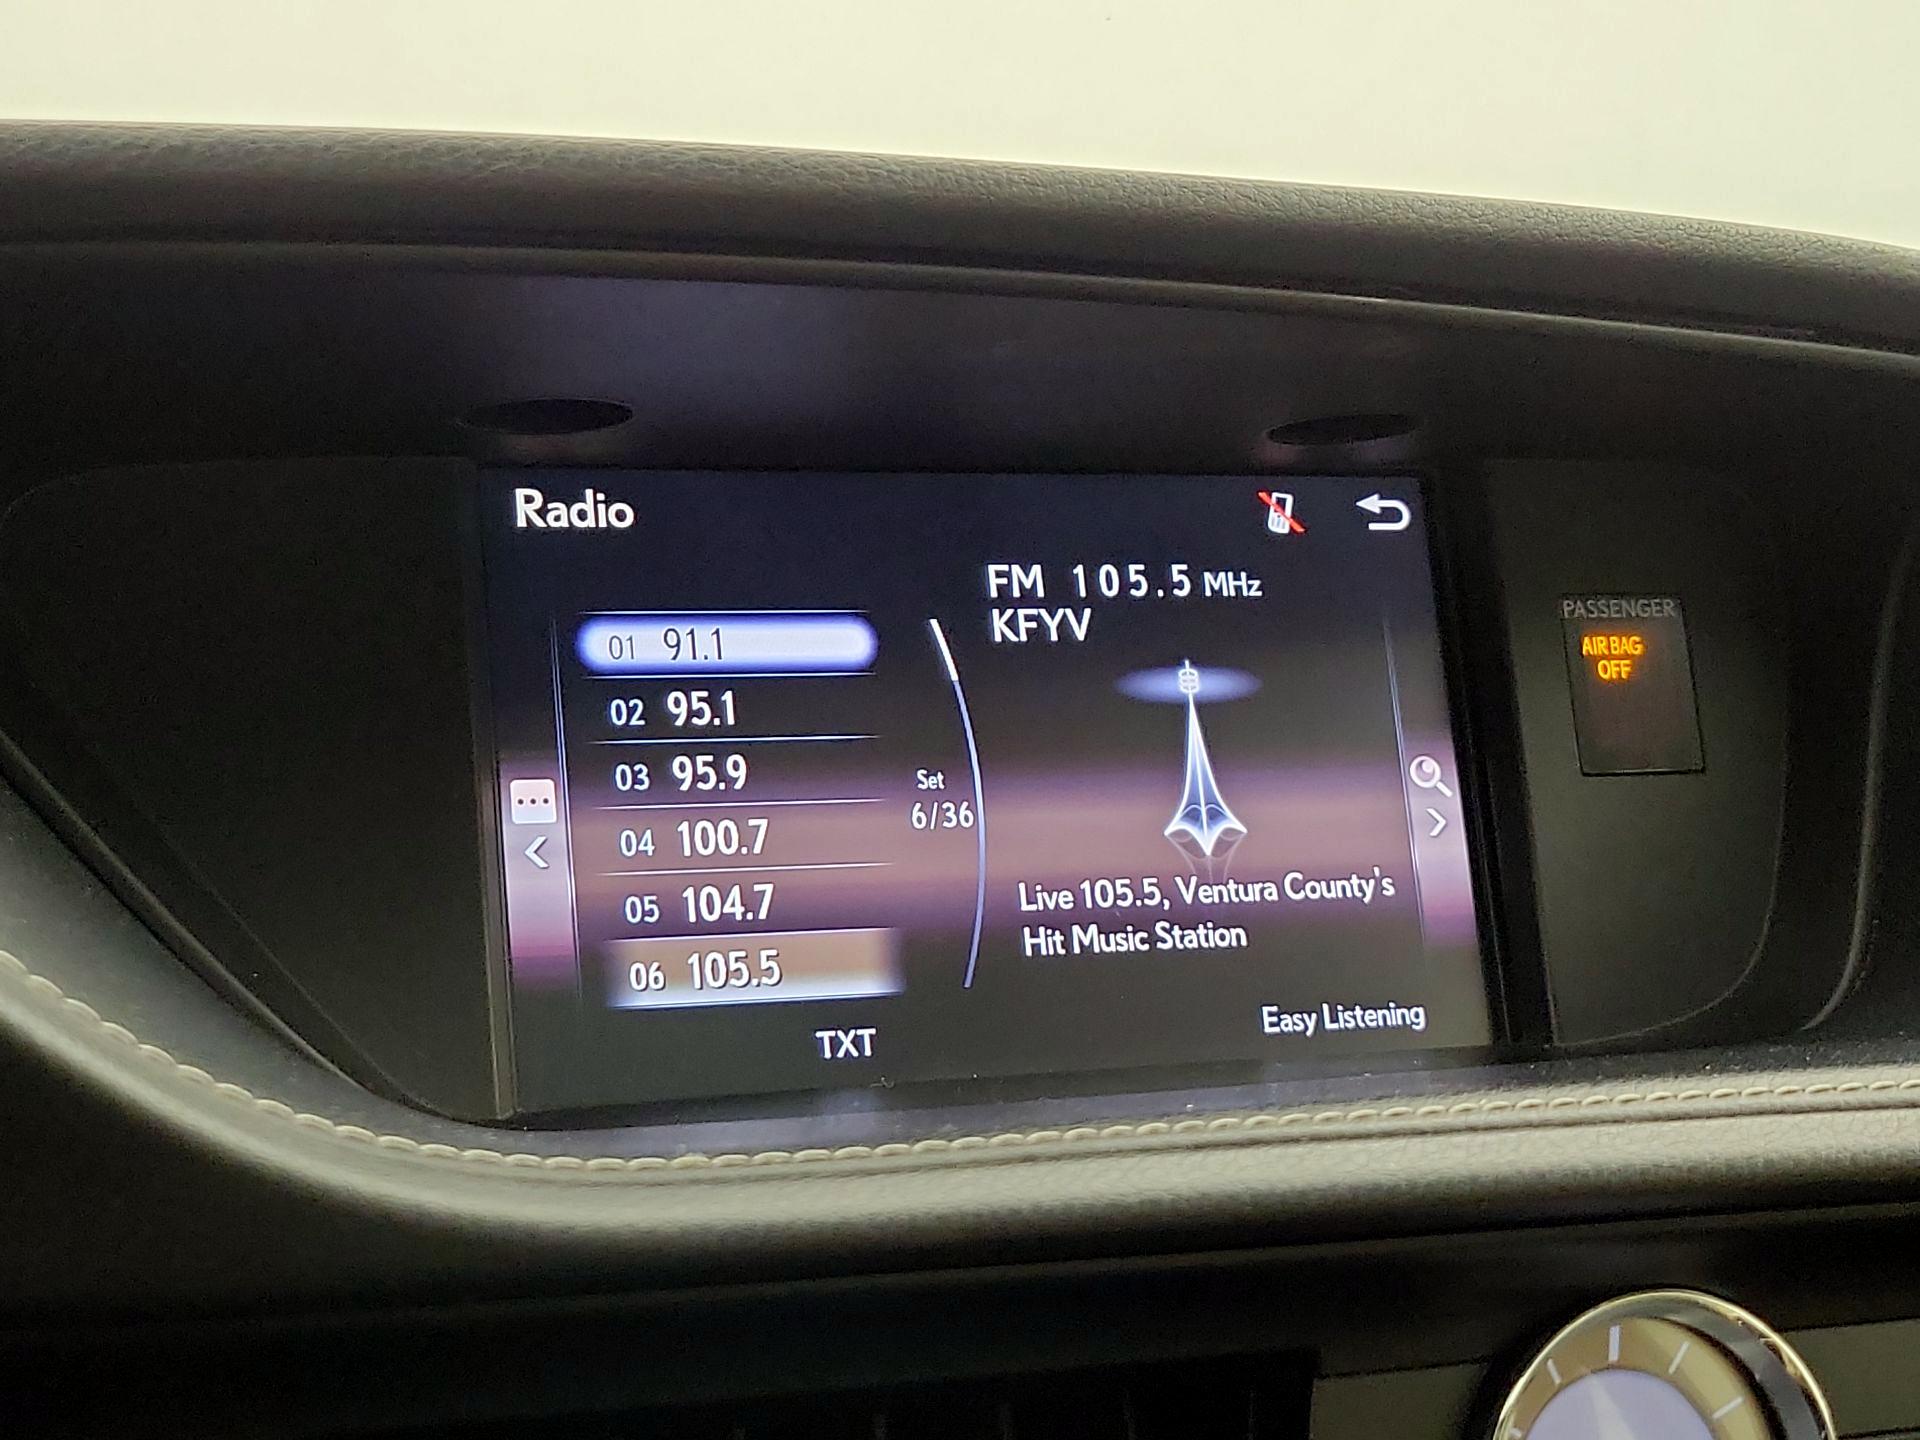 Radio
FM 105.5 MHz
KFYV
01 91.1
02 95.1
03 95.9
04 100.7
05 104.7
06 105.5
Set
6/36
Live 105.5, Ventura County's
Hit Music Station
Easy Listening
TXT
PASSENGER
AIR BAG
OFF